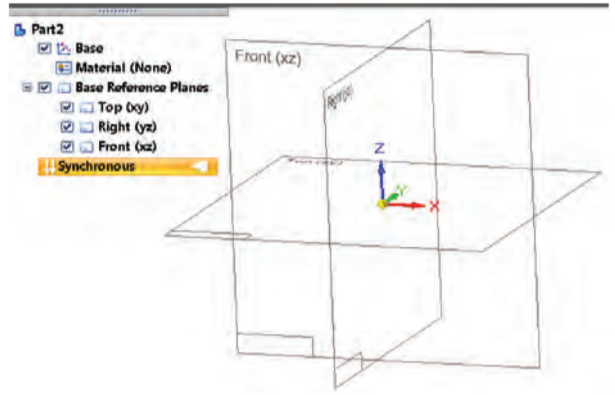 Part2
Base
Material (None)
Base Reference Planes
Top (xy)
Right (yz)
Front (xz)
Synchronous
Front (xz)
Z
Y
X